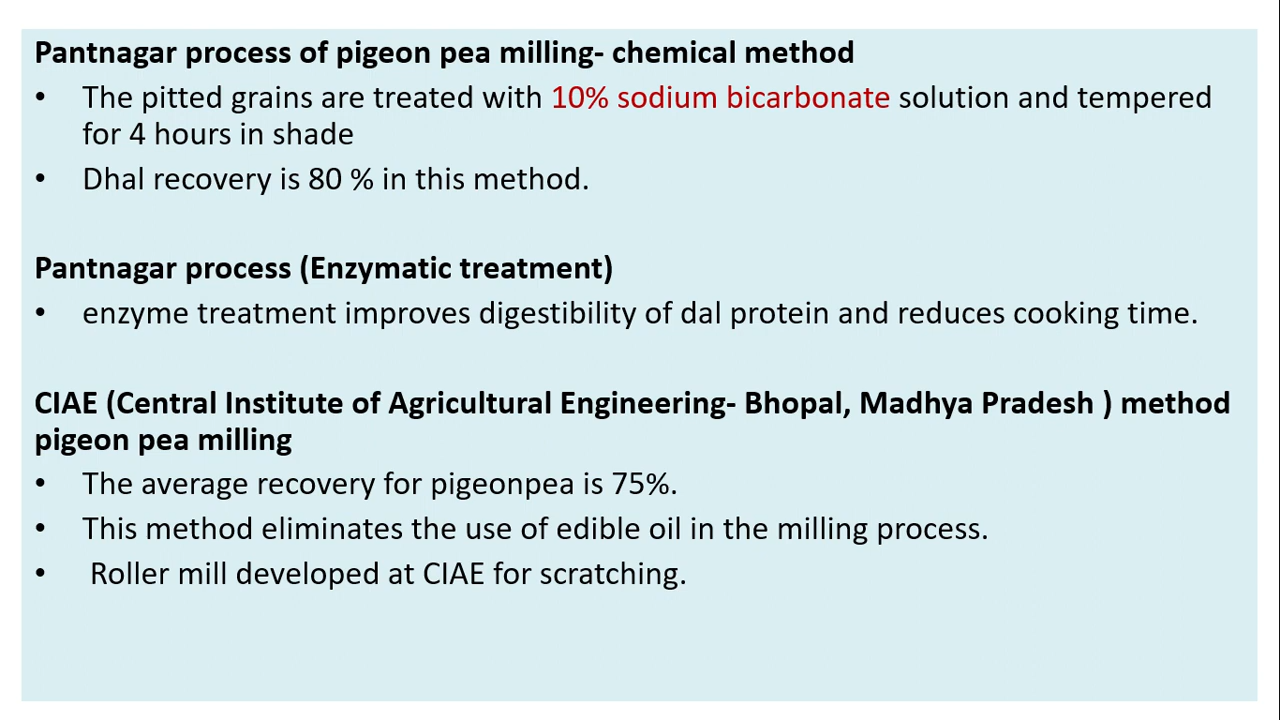 Pantnagar process of pigeon pea milling- chemical method
• The pitted grains are treated with 10% sodium bicarbonate solution and tempered
for 4 hours in shade
• Dhal recovery is 80 % in this method.
Pantnagar process (Enzymatic treatment)
• enzyme treatment improves digestibility of dal protein and reduces cooking time.
CIAE (Central Institute of Agricultural Engineering- Bhopal, Madhya Pradesh ) method
pigeon pea milling
• The average recovery for pigeonpea is 75%.
• This method eliminates the use of edible oil in the milling process.
• Roller mill developed at CIAE for scratching.